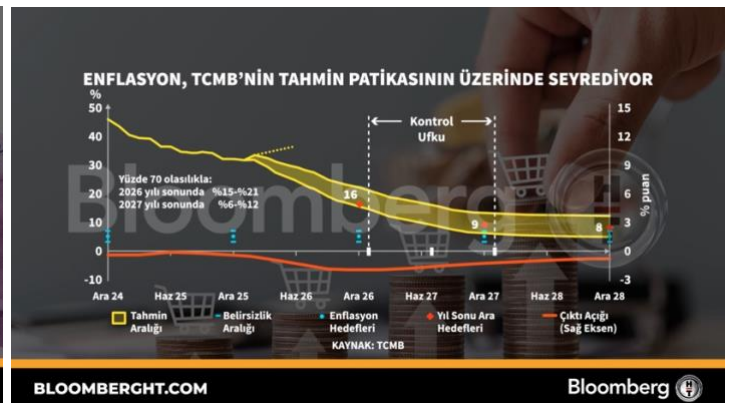 ENFLASYON, TCMB'NİN TAHMİN PATİKASININ ÜZERİNDE SEYREDİYOR
%
50
40
30
20
10
0
-10
15
12
9
6
3
0
-3
% puan
Kontrol
Ufku
Yüzde 70 olasılıkla:
2026 yılı sonunda %15-%21
2027 yılı sonunda %6-%12
16
9
8
Bloomberg
Ara 24
Haz 25
Ara 25
Haz 26
Ara 26
Haz 27
Ara 27
Haz 28
Ara 28
Tahmin
Aralığı
Belirsizlik
Aralığı
Enflasyon
Hedefleri
Yıl Sonu Ara
Hedefleri
Çıktı Açığı
(Sağ Eksen)
KAYNAK: TCMB
BLOOMBERGHT.COM
Bloomberg HT